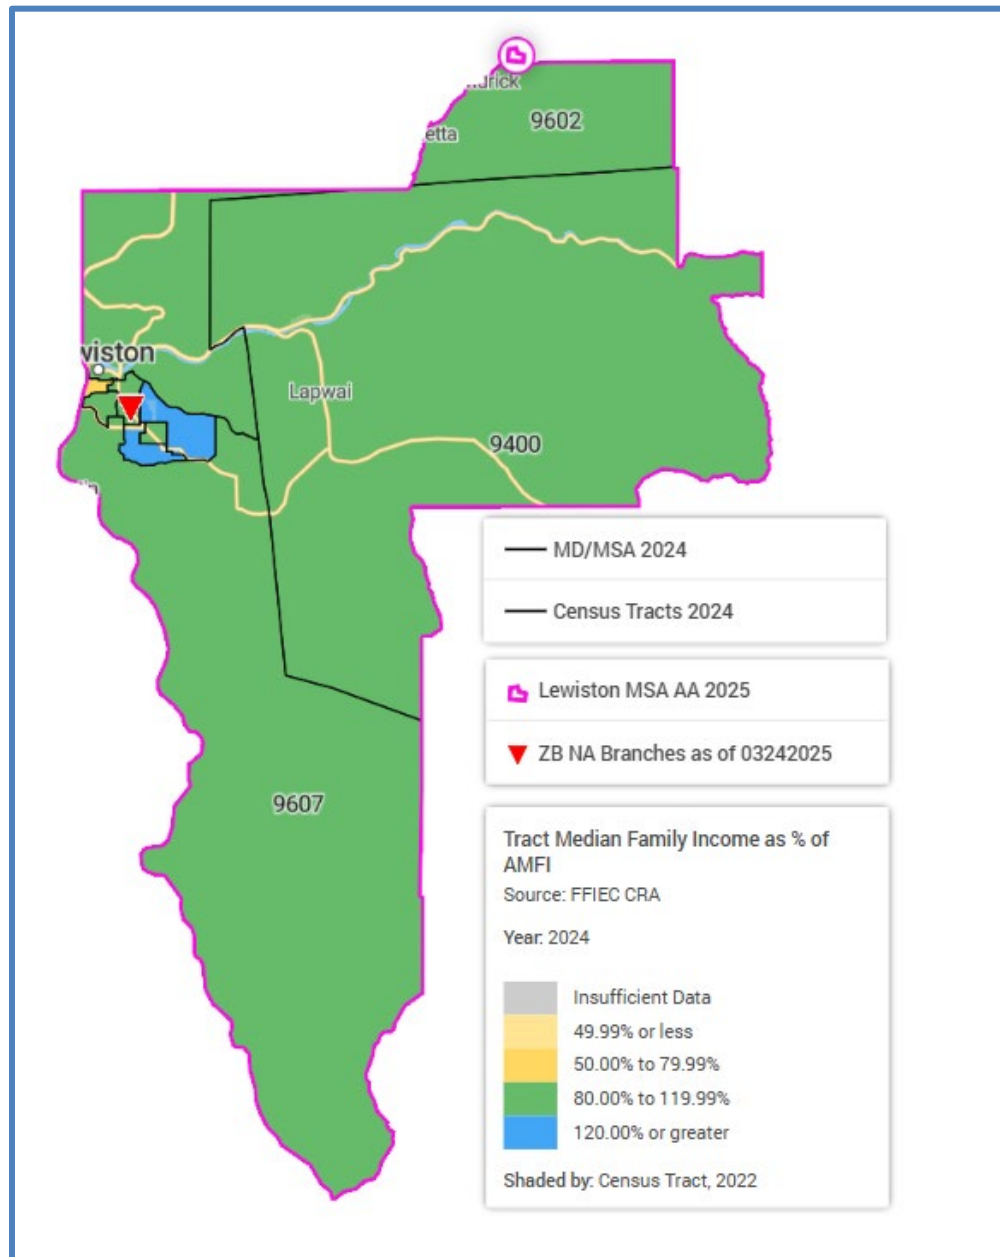 9602
etta
9400
wiston
Lapwai
9607
MD/MSA 2024
Census Tracts 2024
Lewiston MSA AA 2025
ZB NA Branches as of 03242025
Tract Median Family Income as % of
AMFI
Source: FFIEC CRA
Year: 2024
Insufficient Data
49.99% or less
50.00% to 79.99%
80.00% to 119.99%
120.00% or greater
Shaded by: Census Tract, 2022